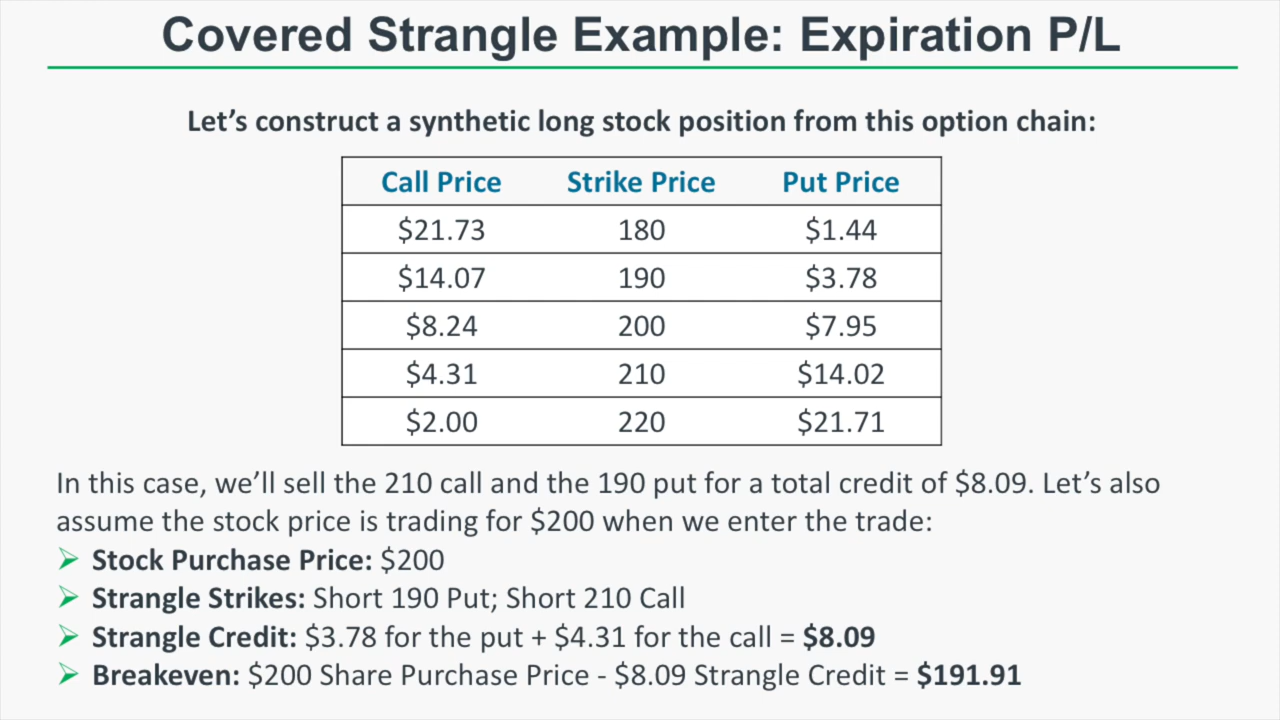 Covered Strangle Example: Expiration P/L
Let's construct a synthetic long stock position from this option chain:
Call Price Strike Price Put Price
$21.73 180 $1.44
$14.07 190 $3.78
$8.24 200 $7.95
$4.31 210 $14.02
$2.00 220 $21.71
In this case, we'll sell the 210 call and the 190 put for a total credit of $8.09. Let's also
assume the stock price is trading for $200 when we enter the trade:
Stock Purchase Price: $200
Strangle Strikes: Short 190 Put; Short 210 Call
Strangle Credit: $3.78 for the put + $4.31 for the call = $8.09
Breakeven: $200 Share Purchase Price - $8.09 Strangle Credit = $191.91